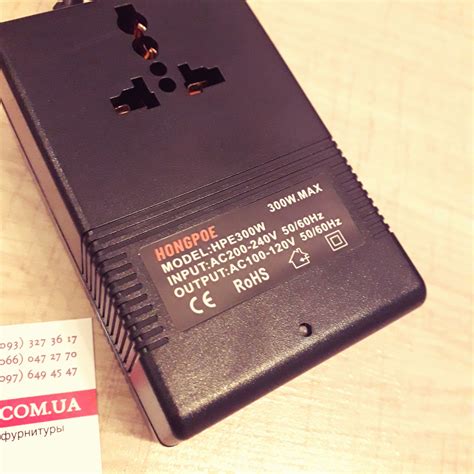 300W.MAX
HONGPOE
MODEL:HPE300W
INPUT:AC200-240V 50/60Hz
OUTPUT:AC100-120V 50/60Hz
CE RoHS
093) 327 36 17
066) 047 27 70
097) 649 45 47
.COM.UA
фурнитуры